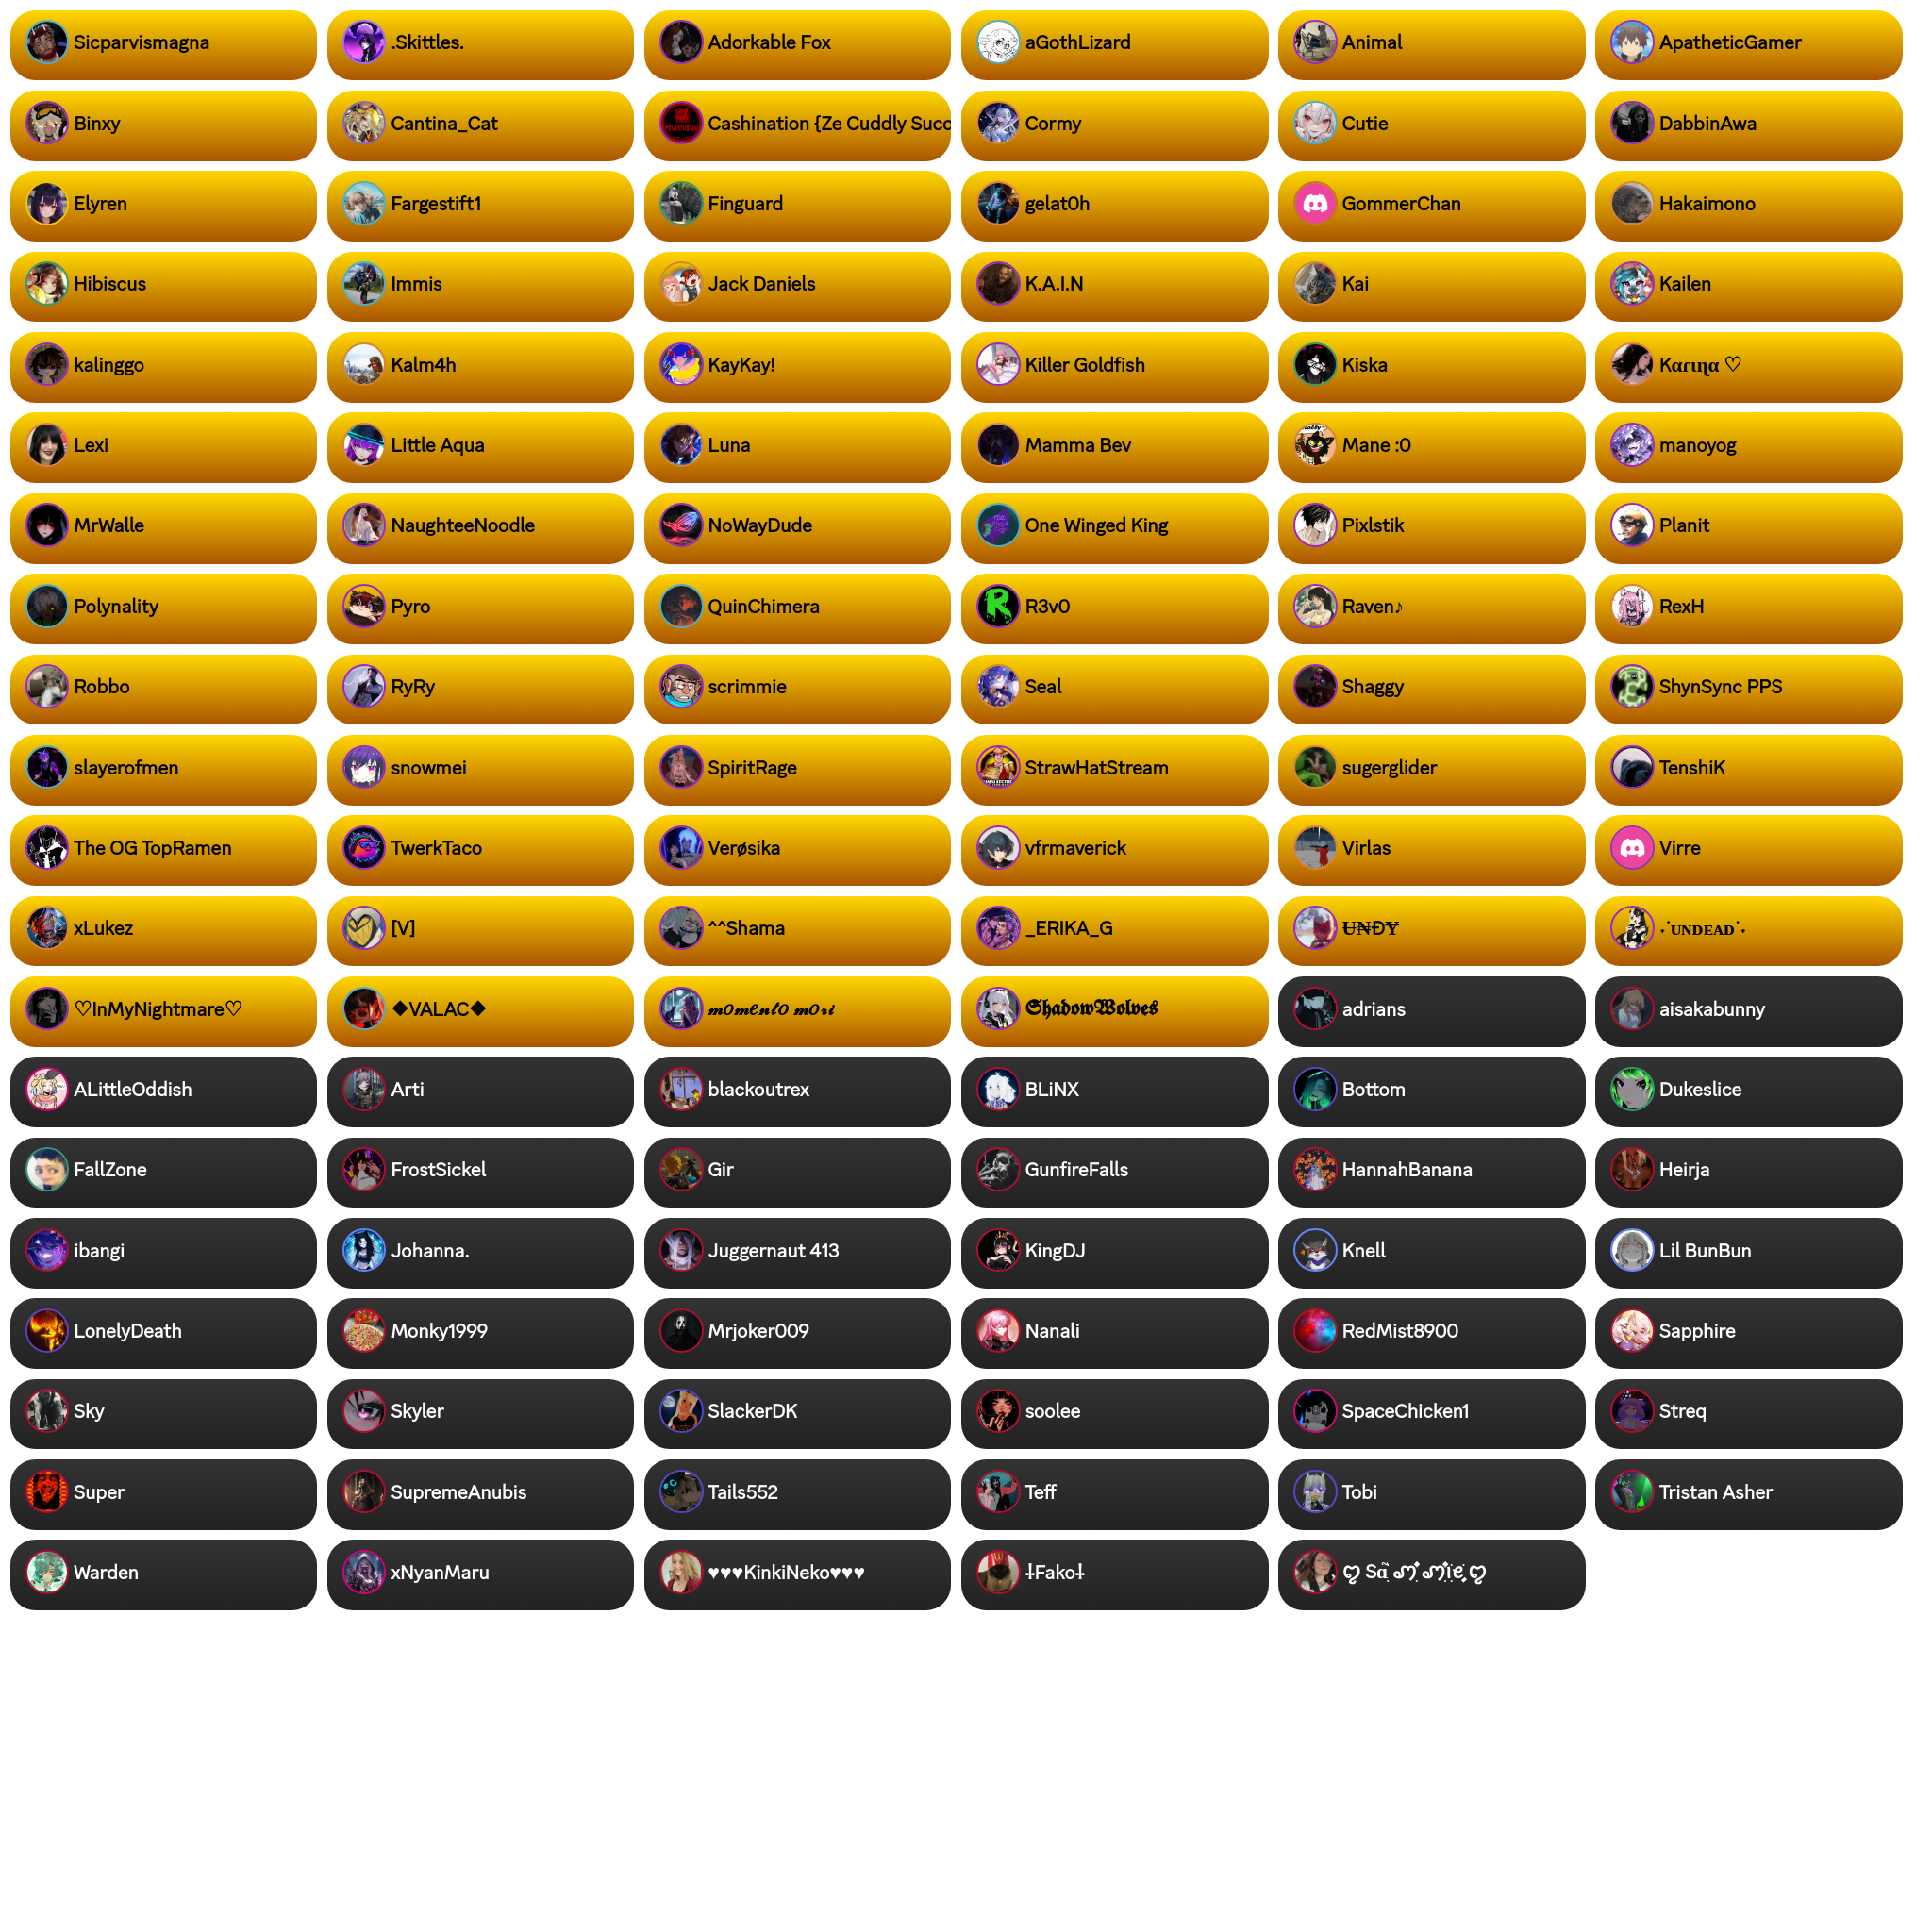 Sicparvismagna
.Skittles.
Adorkable Fox
aGothLizard
Animal
ApatheticGamer
Binxy
Cantina_Cat
Cashination {Ze Cuddly Succ
Cormy
Cutie
DabbinAwa
Elyren
Fargestift1
Finguard
gelat0h
GommerChan
Hakaimono
Hibiscus
Immis
Jack Daniels
K.A.I.N
Kai
Kailen
kalinggo
Kalm4h
KayKay!
Killer Goldfish
Kiska
Kαɾιɳα ♡
Lexi
Little Aqua
Luna
Mamma Bev
Mane :0
manoyog
MrWalle
NaughteeNoodle
NoWayDude
One Winged King
Pixlstik
Planit
Polynality
Pyro
QuinChimera
R3v0
Raven♪
RexH
Robbo
RyRy
scrimmie
Seal
Shaggy
ShynSync PPS
slayerofmen
snowmei
SpiritRage
StrawHatStream
sugerglider
TenshiK
The OG TopRamen
TwerkTaco
Verøsika
vfrmaverick
Virlas
Virre
xLukez
[V]
^^Shama
_ERIKA_G
U̶₦ĐɎ
˖˙ᴜɴᴅᴇᴀᴅ˙˖
♡InMyNightmare♡
❖VALAC❖
𝓶𝓸𝓶𝓮𝓷𝓽𝓸 𝓶𝓸𝓻𝓲
𝕾𝖍𝖆𝖉𝖔𝖜𝖂𝖔𝖑𝖛𝖊𝖘
adrians
aisakabunny
ALittleOddish
Arti
blackoutrex
BLiNX
Bottom
Dukeslice
FallZone
FrostSickel
Gir
GunfireFalls
HannahBanana
Heirja
ibangi
Johanna.
Juggernaut 413
KingDJ
Knell
Lil BunBun
LonelyDeath
Monky1999
Mrjoker009
Nanali
RedMist8900
Sapphire
Sky
Skyler
SlackerDK
soolee
SpaceChicken1
Streq
Super
SupremeAnubis
Tails552
Teff
Tobi
Tristan Asher
Warden
xNyanMaru
♥♥♥KinkiNeko♥♥♥
⸸Fako⸸